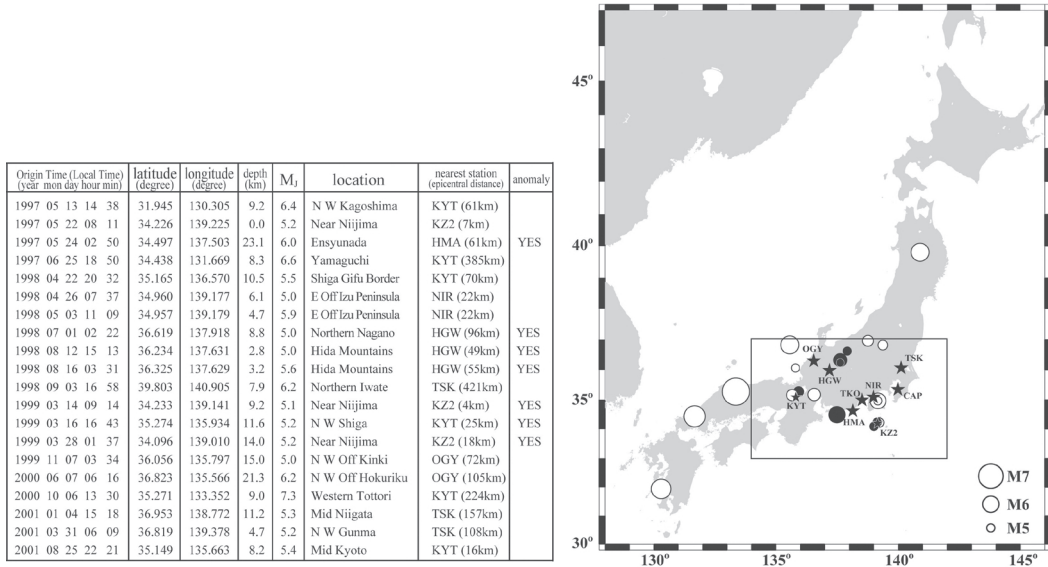 Origin Time (Local Time) latitude longitude depth MJ location nearest station anomaly
(year mon day hour min) (degree) (degree) (km) (epicentral distance)
1997 05 13 14 38 31.945 130.305 9.2 6.4 N W Kagoshima KYT (61km)
1997 05 22 08 11 34.226 139.225 0.0 5.2 Near Niijima KZ2 (7km)
1997 05 24 02 50 34.497 137.503 23.1 6.0 Ensyunada HMA (61km) YES
1997 06 25 18 50 34.438 131.669 8.3 6.6 Yamaguchi KYT (385km)
1998 04 22 20 32 35.165 136.570 10.5 5.5 Shiga Gifu Border KYT (70km)
1998 04 26 07 37 34.960 139.177 6.1 5.0 E Off Izu Peninsula NIR (22km)
1998 05 03 11 09 34.957 139.179 4.7 5.9 E Off Izu Peninsula NIR (22km)
1998 07 01 02 22 36.619 137.918 8.8 5.0 Northern Nagano HGW (96km) YES
1998 08 12 15 13 36.234 137.631 2.8 5.0 Hida Mountains HGW (49km) YES
1998 08 16 03 31 36.325 137.629 3.2 5.6 Hida Mountains HGW (55km) YES
1998 09 03 16 58 39.803 140.905 7.9 6.2 Northern Iwate TSK (421km)
1999 03 14 09 14 34.233 139.141 9.2 5.1 Near Niijima KZ2 (4km) YES
1999 03 16 16 43 35.274 135.934 11.6 5.2 N W Shiga KYT (25km) YES
1999 03 28 01 37 34.096 139.010 14.0 5.2 Near Niijima KZ2 (18km) YES
1999 11 07 03 34 36.056 135.797 15.0 5.0 N W Off Kinki OGY (72km)
2000 06 07 06 16 36.823 135.566 21.3 6.2 N W Off Hokuriku OGY (105km)
2000 10 06 13 30 35.271 133.352 9.0 7.3 Western Tottori KYT (224km)
2001 01 04 15 18 36.953 138.772 11.2 5.3 Mid Niigata TSK (157km)
2001 03 31 06 09 36.819 139.378 4.7 5.2 N W Gunma TSK (108km)
2001 08 25 22 21 35.149 135.663 8.2 5.4 Mid Kyoto KYT (16km)
45°
40°
35°
30°
OGY
TSK
HGW
NIR
TKO
CAP
KYT
HMA
KZ2
M7
M6
M5
130° 135° 140° 145°